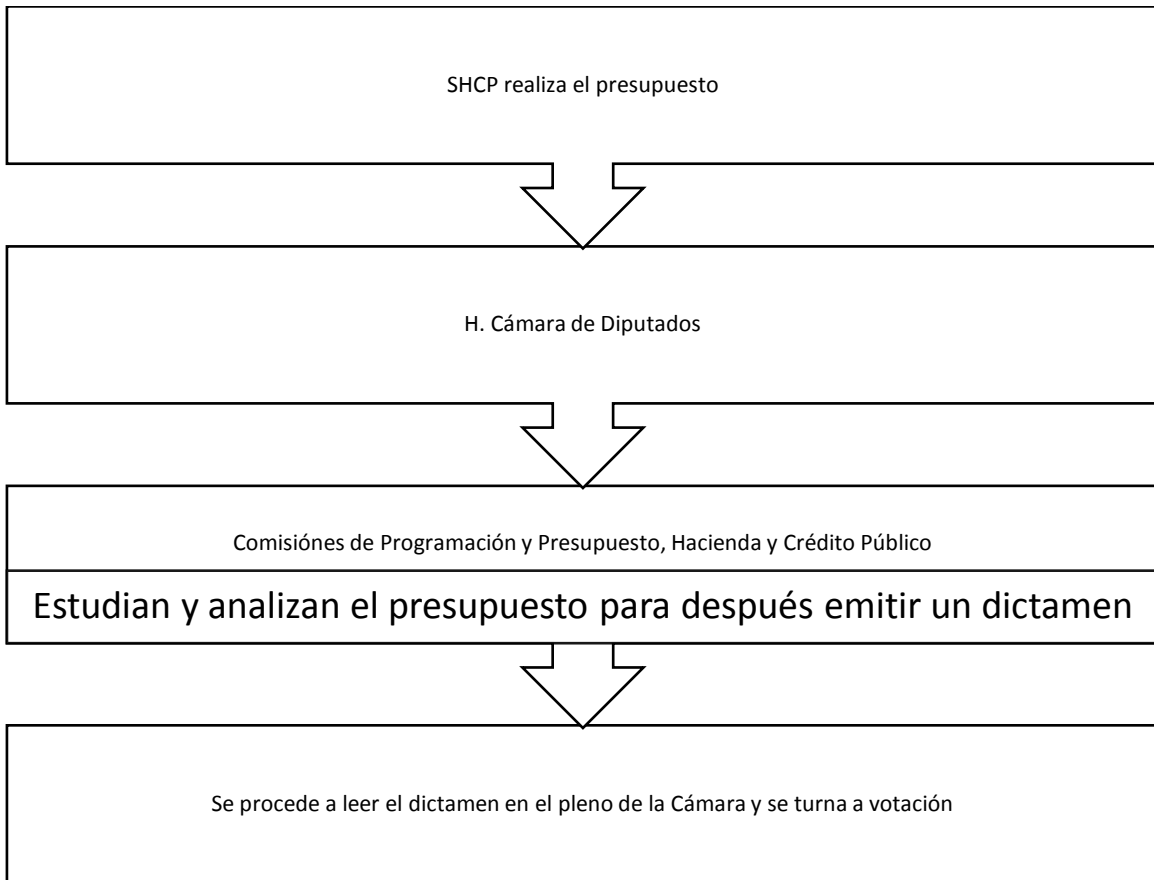 SHCP realiza el presupuesto
H. Cámara de Diputados
Comisiónes de Programación y Presupuesto, Hacienda y Crédito Público
Estudian y analizan el presupuesto para después emitir un dictamen
Se procede a leer el dictamen en el pleno de la Cámara y se turna a votación